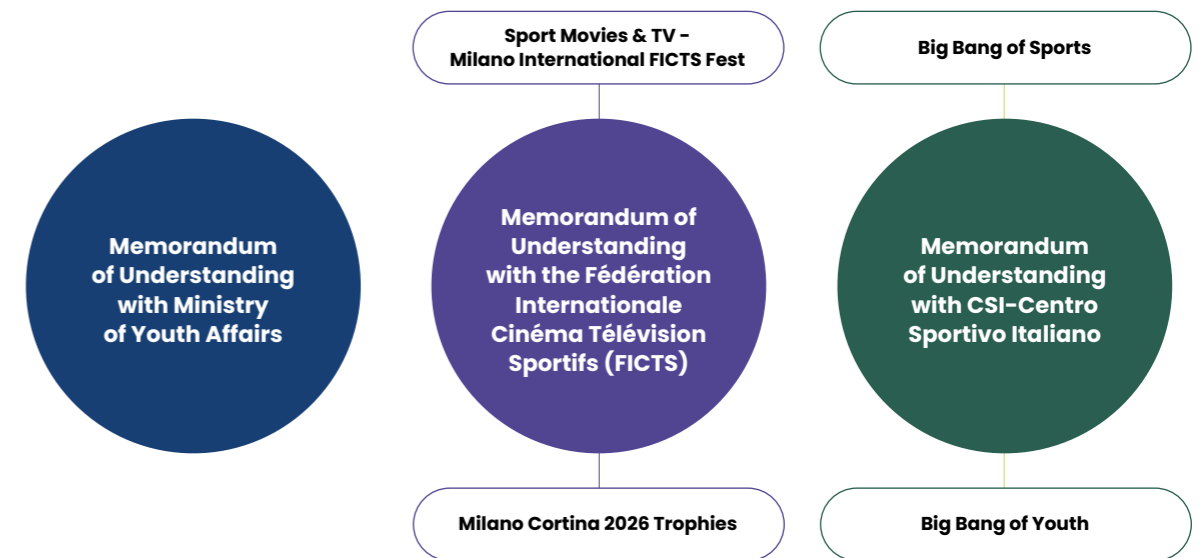 Sport Movies & TV -
Milano International FICTS Fest
Big Bang of Sports
Memorandum
of Understanding
with Ministry
of Youth Affairs
Memorandum of
Understanding
with the Fédération
Internationale
Cinéma Télévision
Sportifs (FICTS)
Memorandum
of Understanding
with CSI-Centro
Sportivo Italiano
Milano Cortina 2026 Trophies
Big Bang of Youth